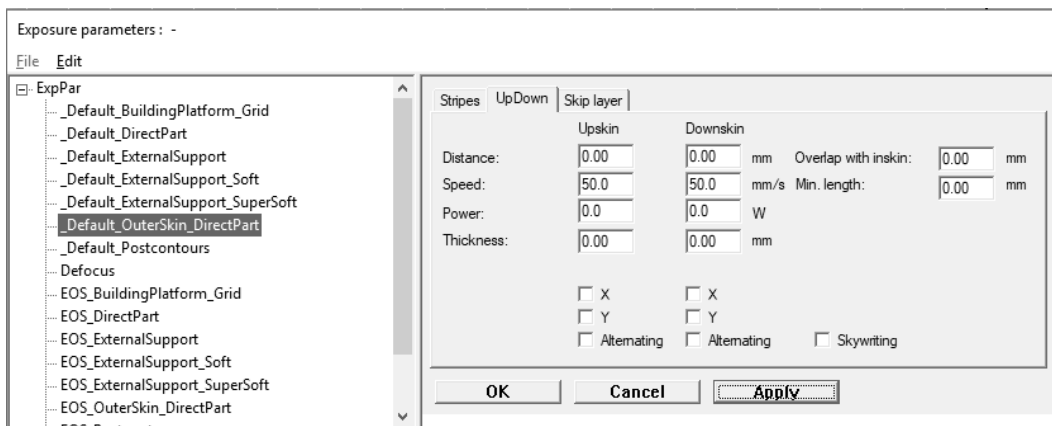 Exposure parameters : -
File Edit
ExpPar
_Default_BuildingPlatform_Grid
_Default_DirectPart
_Default_ExternalSupport
_Default_ExternalSupport_Soft
_Default_ExternalSupport_SuperSoft
_Default_OuterSkin_DirectPart
_Default_Postcontours
Defocus
EOS_BuildingPlatform_Grid
EOS_DirectPart
EOS_ExternalSupport
EOS_ExternalSupport_Soft
EOS_ExternalSupport_SuperSoft
EOS_OuterSkin_DirectPart
Stripes UpDown Skip layer
Upskin Downskin
Distance: 0.00 0.00 mm Overlap with inskin: 0.00 mm
Speed: 50.0 50.0 mm/s Min. length: 0.00 mm
Power: 0.0 0.0 W
Thickness: 0.00 0.00 mm
X X
Y Y
Alternating Alternating Skywriting
OK Cancel Apply